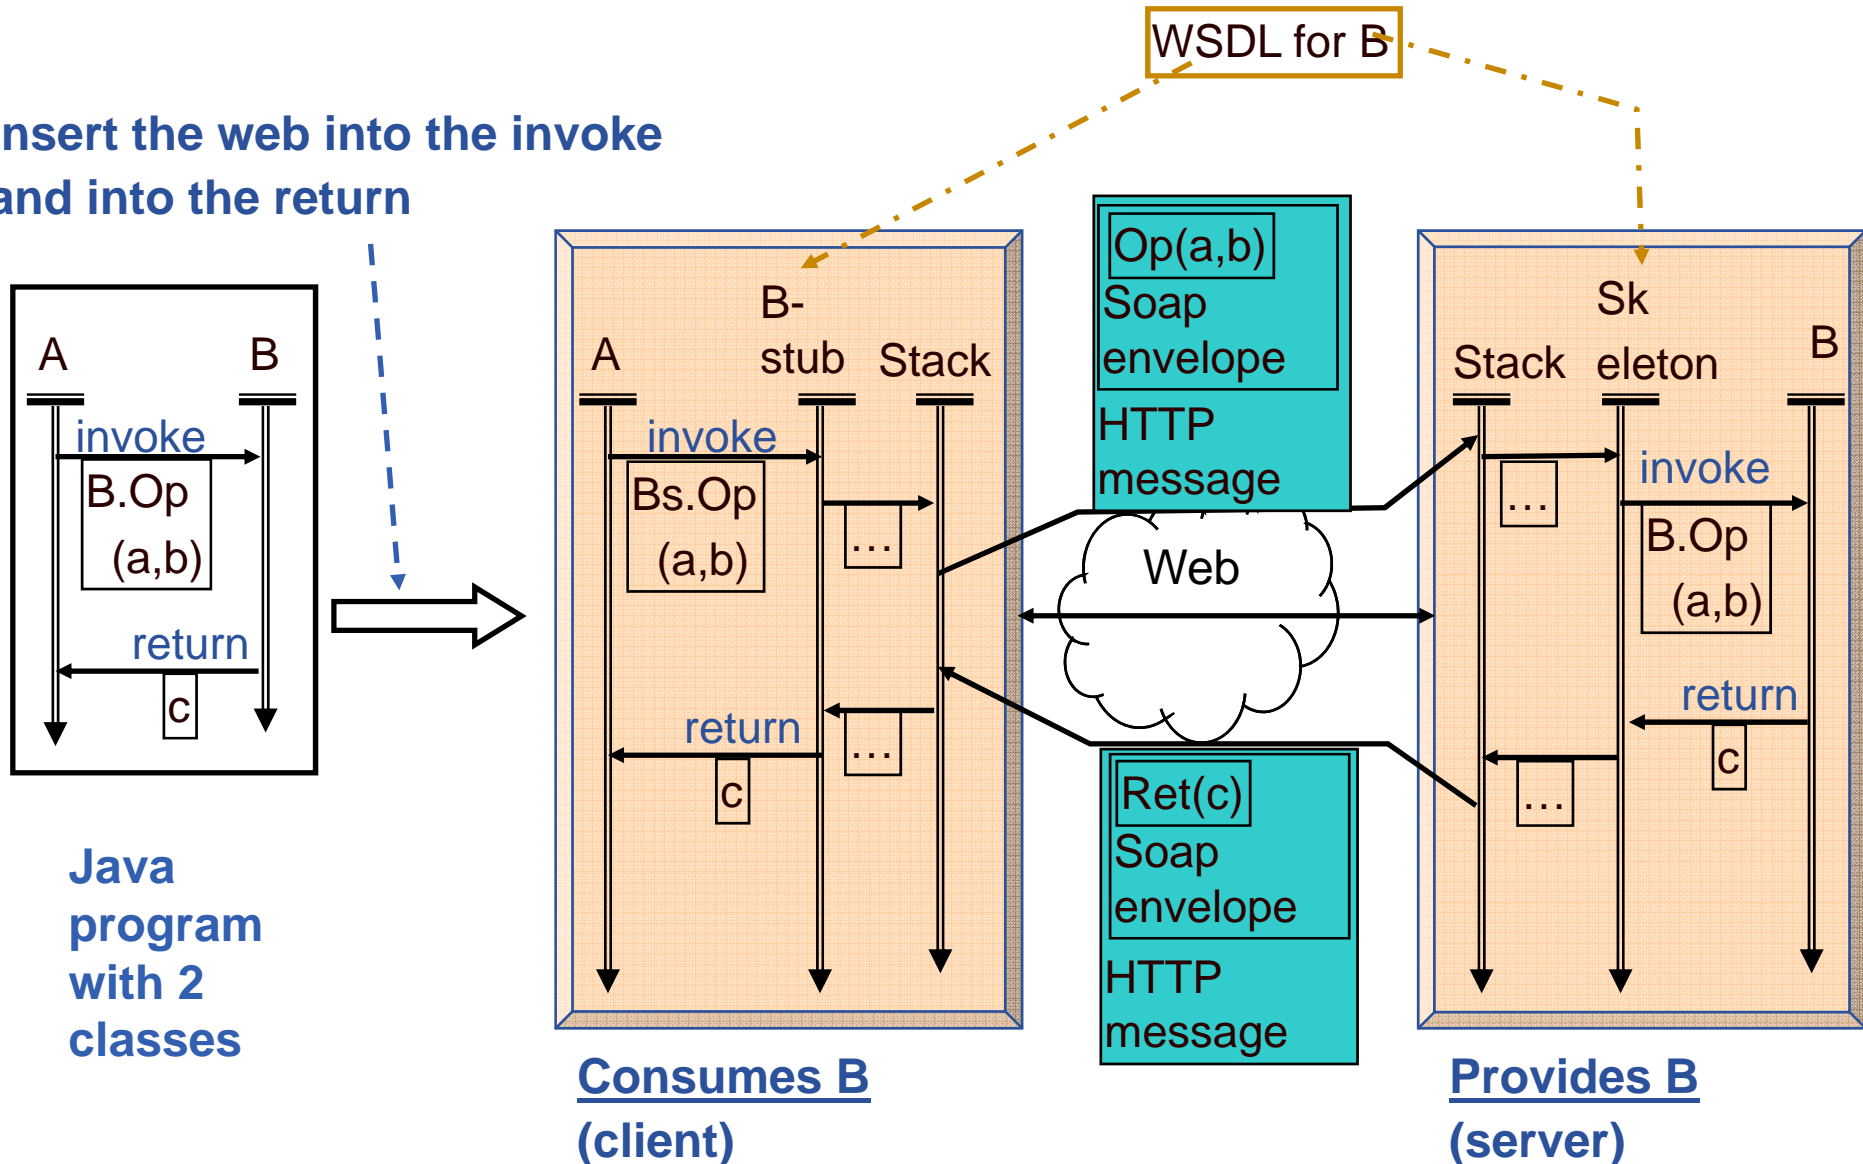 WSDL for B
nsert the web into the invoke
and into the return
A
B
invoke
B.Op
(a,b)
return
c
Java
program
with 2
classes
A
B-
stub
Stack
invoke
Bs.Op
(a,b)
…
return
…
c
Consumes B
(client)
Op(a,b)
Soap
envelope
HTTP
message
Web
Ret(c)
Soap
envelope
HTTP
message
Stack
Sk
eleton
B
…
invoke
B.Op
(a,b)
return
c
…
Provides B
(server)